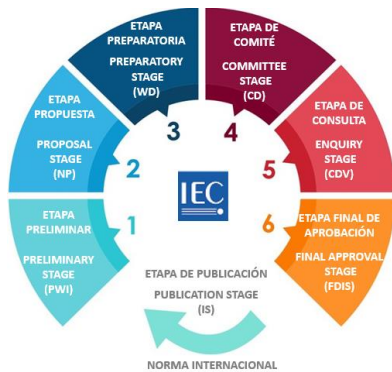 ETAPA
PRELIMINAR
PRELIMINARY
STAGE
(PWI)
1
ETAPA
PROPUESTA
PROPOSAL
STAGE
(NP)
2
ETAPA
PREPARATORIA
PREPARATORY
STAGE
(WD)
3
ETAPA DE
COMITÉ
COMMITTEE
STAGE
(CD)
4
ETAPA DE
CONSULTA
ENQUIRY
STAGE
(CDV)
5
ETAPA FINAL DE
APROBACIÓN
FINAL APPROVAL
STAGE
(FDIS)
6
IEC
ETAPA DE PUBLICACIÓN
PUBLICATION STAGE
(IS)
NORMA INTERNACIONAL